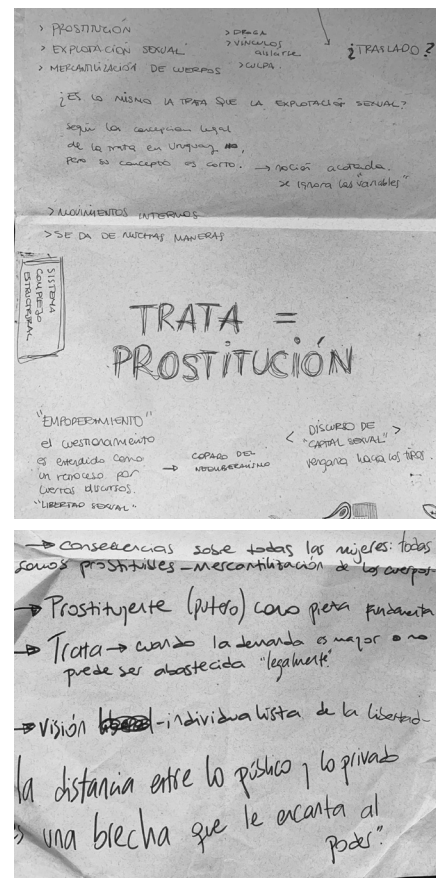 > PROSTITUCIÓN
> EXPLOTACIÓN SEXUAL
> MERCANTILIZACIÓN DE CUERPOS
> DROGA
> VÍNCULOS
aislarse
> CULPA
¿TRASLADO?
¿ES LO MISMO LA TRATA QUE LA EXPLOTACIÓN SEXUAL?
Según la concepción legal
de la trata en Uruguay no,
pero su concepto es corto. → noción acotada.
se ignora las "variables"
> MOVIMIENTOS INTERNOS
> SE DA DE MUCHAS MANERAS
SISTEMA
COMPLEJO
ESTRUCTURAL
TRATA =
PROSTITUCIÓN
"EMPODERAMIENTO"
el cuestionamiento
es entendido como
un retroceso por
ciertos discursos.
"LIBERTAD SEXUAL"
→ COPADO DEL
NEOLIBERALISMO
< DISCURSO DE >
"CAPITAL SEXUAL"
venganza hacia los tipos.
→ consecuencias sobre todas las mujeres: todas
somos prostituibles - Mercantilización de los cuerpos
→ Prostituyente (putero) como pieza
→ Trata → cuando la demanda es mayor o no
puede ser abastecida "legalmente"
→ visión - individualista de la libertad-
la distancia entre lo público y lo privado
una brecha que le encanta al
poder".